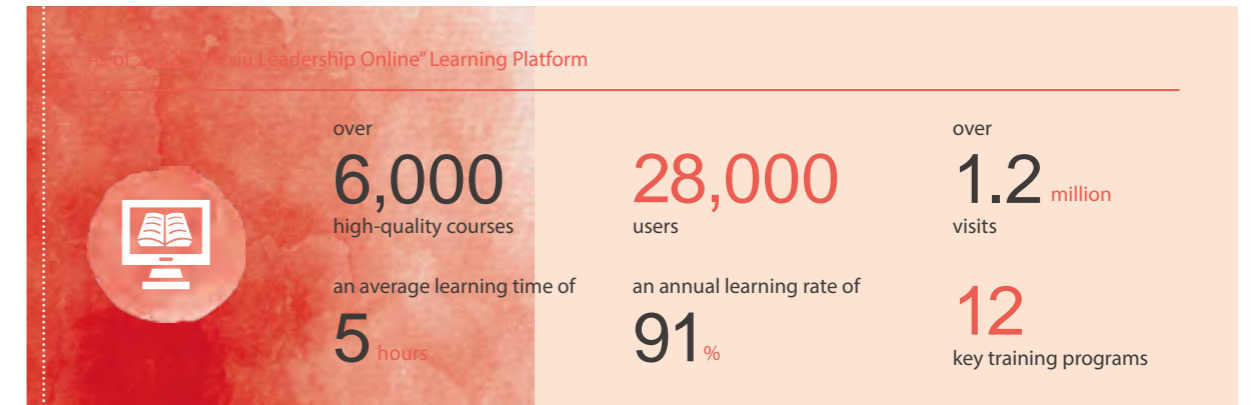 As of Leadership Online" Learning Platform
over
6,000
high-quality courses
28,000
users
over
1.2 million
visits
an average learning time of
5 hours
an annual learning rate of
91%
12
key training programs